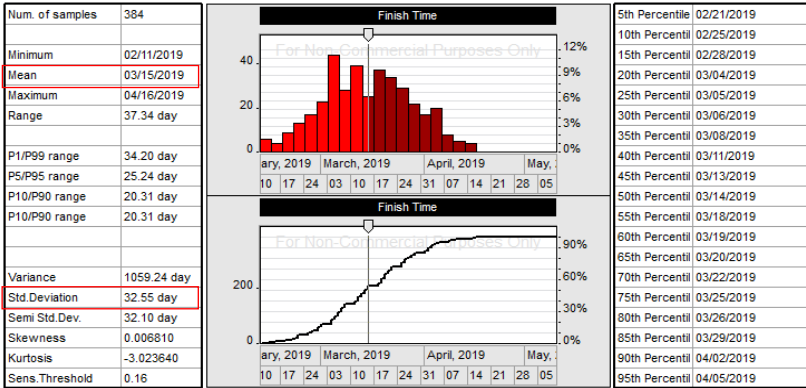 Num. of samples 384
Minimum 02/11/2019
Mean 03/15/2019
Maximum 04/16/2019
Range 37.34 day
P1/P99 range 34.20 day
P5/P95 range 25.24 day
P10/P90 range 20.31 day
P10/P90 range 20.31 day
Variance 1059.24 day
Std.Deviation 32.55 day
Semi Std.Dev. 32.10 day
Skewness 0.006810
Kurtosis -3.023640
Sens.Threshold 0.16
Finish Time
For Non-Commercial Purposes Only
40
20
0
12%
9%
6%
3%
0%
ary, 2019 March, 2019 April, 2019 May,
10 17 24 03 10 17 24 31 07 14 21 28 05
Finish Time
For Non-Commercial Purposes Only
200
0
90%
60%
30%
0%
ary, 2019 March, 2019 April, 2019 May,
10 17 24 03 10 17 24 31 07 14 21 28 05
5th Percentile 02/21/2019
10th Percentil 02/25/2019
15th Percentil 02/28/2019
20th Percentil 03/04/2019
25th Percentil 03/05/2019
30th Percentil 03/06/2019
35th Percentil 03/08/2019
40th Percentil 03/11/2019
45th Percentil 03/13/2019
50th Percentil 03/14/2019
55th Percentil 03/18/2019
60th Percentil 03/19/2019
65th Percentil 03/20/2019
70th Percentil 03/22/2019
75th Percentil 03/25/2019
80th Percentil 03/26/2019
85th Percentil 03/29/2019
90th Percentil 04/02/2019
95th Percentil 04/05/2019